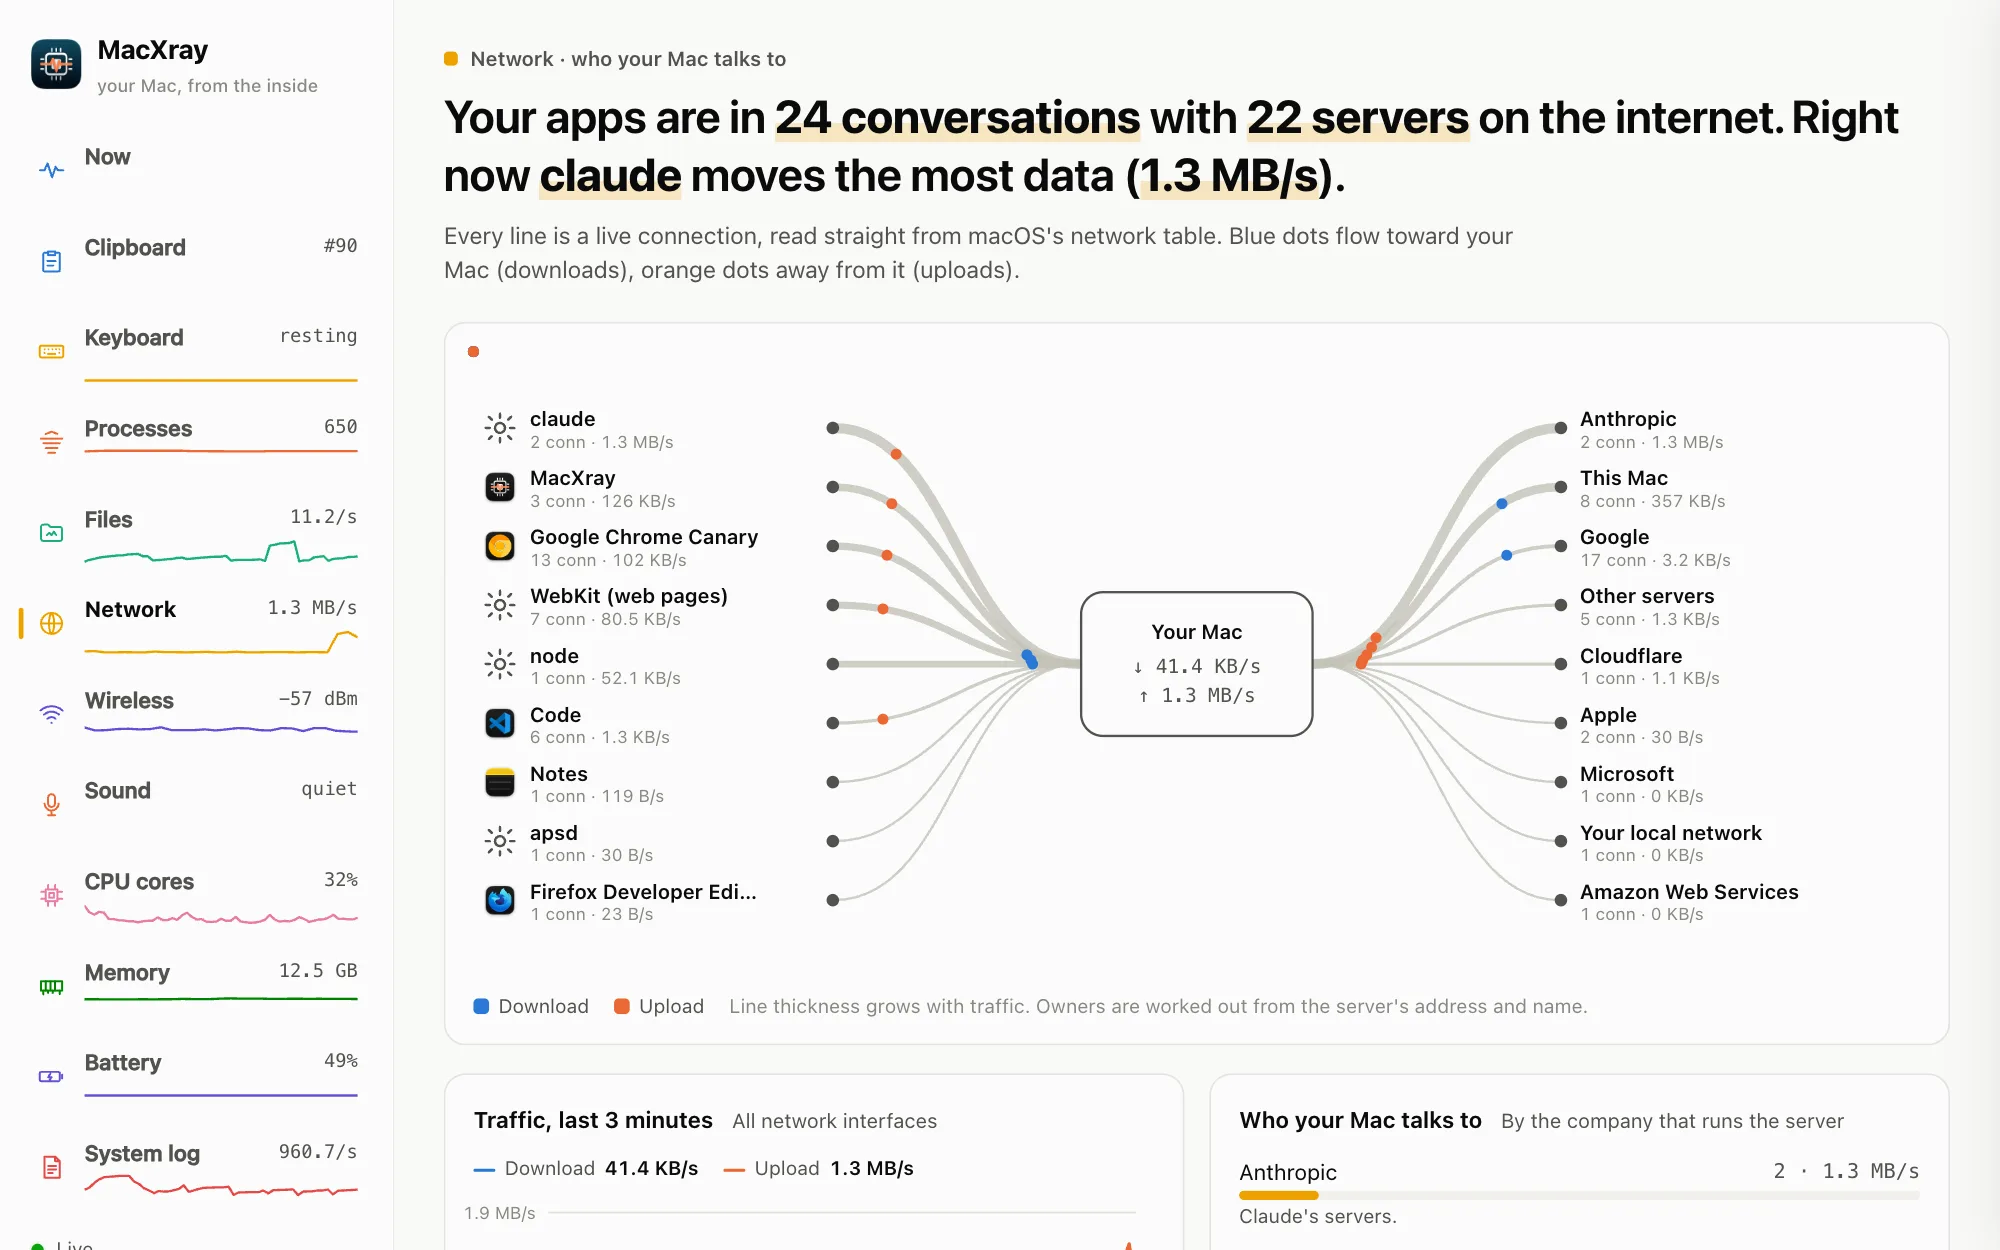 MacXray
your Mac, from the inside
Now
Clipboard #90
Keyboard resting
Processes 650
Files 11.2/s
Network 1.3 MB/s
Wireless −57 dBm
Sound quiet
CPU cores 32%
Memory 12.5 GB
Battery 49%
System log 960.7/s
Live
Network · who your Mac talks to
Your apps are in 24 conversations with 22 servers on the internet. Right
now claude moves the most data (1.3 MB/s).
Every line is a live connection, read straight from macOS's network table. Blue dots flow toward your
Mac (downloads), orange dots away from it (uploads).
claude
2 conn · 1.3 MB/s
MacXray
3 conn · 126 KB/s
Google Chrome Canary
13 conn · 102 KB/s
WebKit (web pages)
7 conn · 80.5 KB/s
node
1 conn · 52.1 KB/s
Code
6 conn · 1.3 KB/s
Notes
1 conn · 119 B/s
apsd
1 conn · 30 B/s
Firefox Developer Edi...
1 conn · 23 B/s
Your Mac
↓ 41.4 KB/s
↑ 1.3 MB/s
Anthropic
2 conn · 1.3 MB/s
This Mac
8 conn · 357 KB/s
Google
17 conn · 3.2 KB/s
Other servers
5 conn · 1.3 KB/s
Cloudflare
1 conn · 1.1 KB/s
Apple
2 conn · 30 B/s
Microsoft
1 conn · 0 KB/s
Your local network
1 conn · 0 KB/s
Amazon Web Services
1 conn · 0 KB/s
Download Upload Line thickness grows with traffic. Owners are worked out from the server's address and name.
Traffic, last 3 minutes All network interfaces
Download 41.4 KB/s Upload 1.3 MB/s
1.9 MB/s
Who your Mac talks to By the company that runs the server
Anthropic 2 · 1.3 MB/s
Claude's servers.